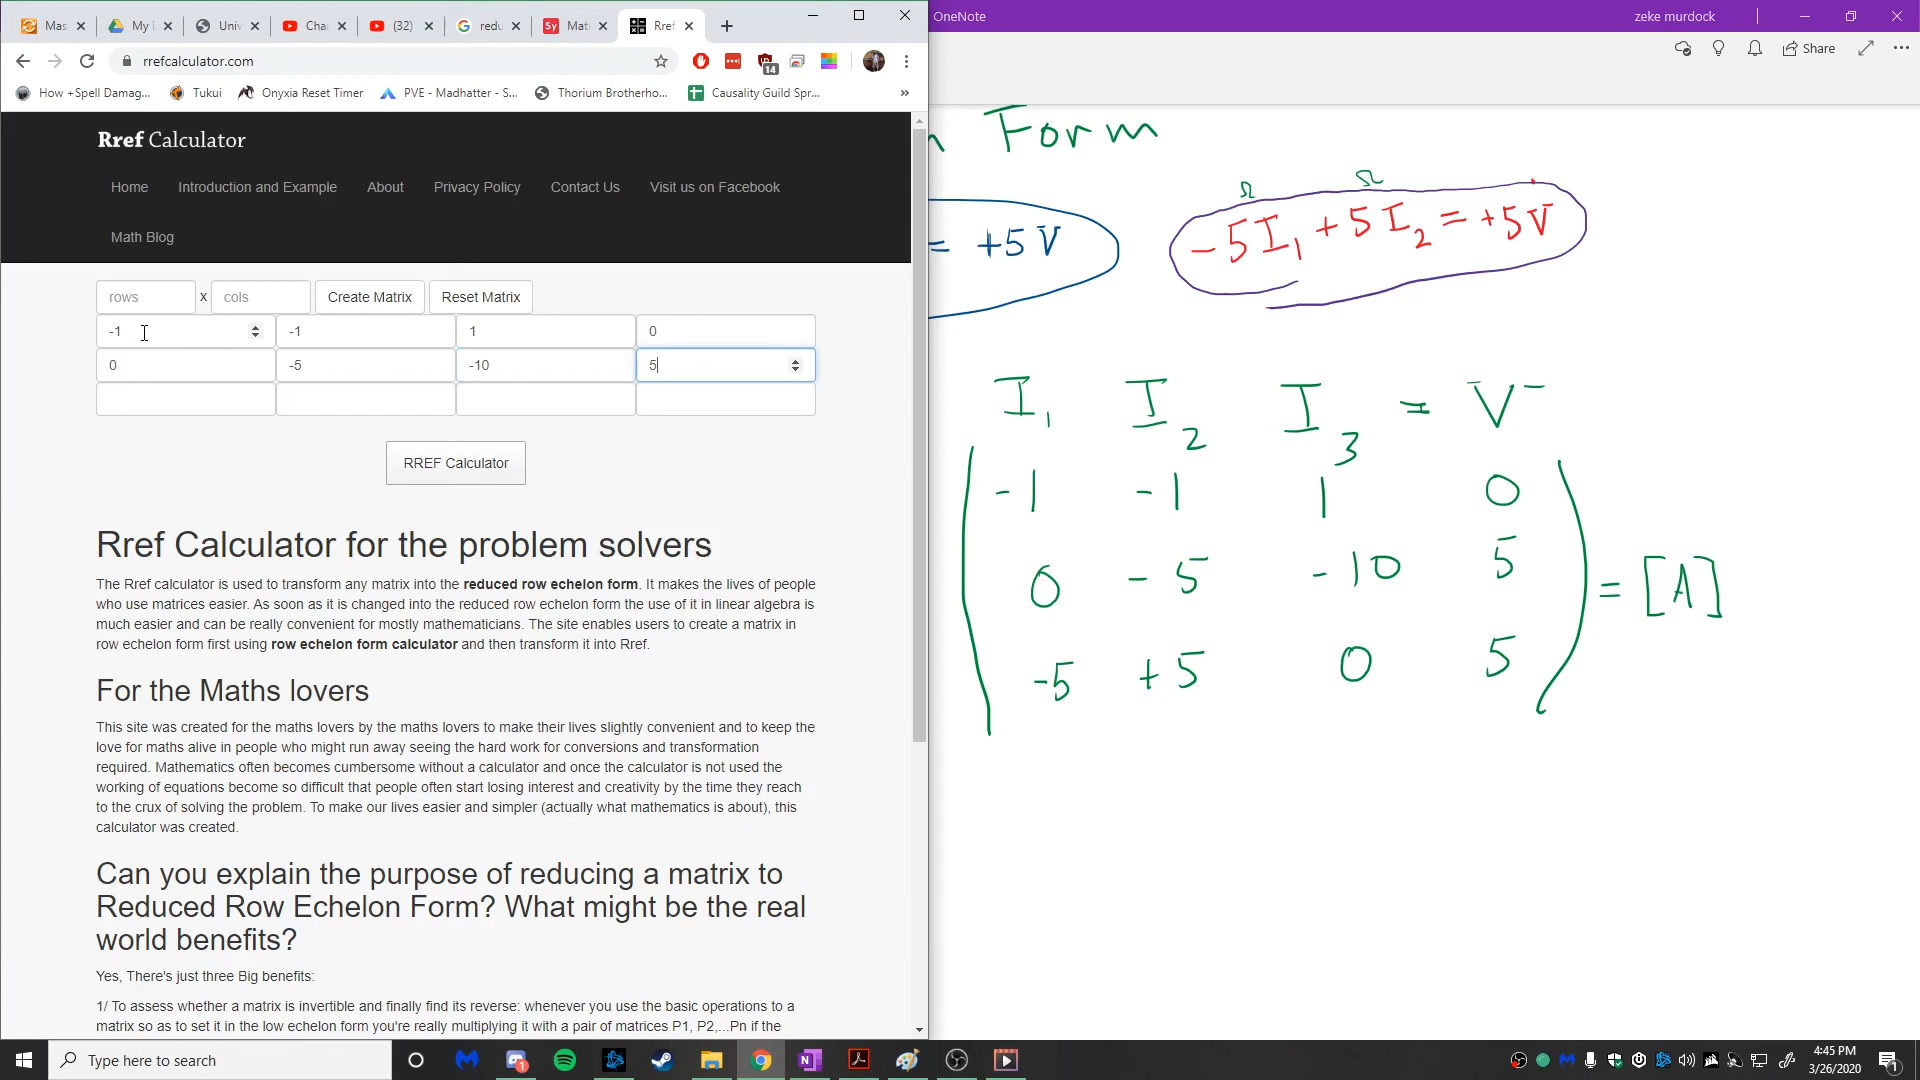 Mas
My
Univ
Cha
(32)
redu
Sy
Mat
Rref
OneNote
zeke murdock
rrefcalculator.com
14
Share
How +Spell Damag...
Tukui
Onyxia Reset Timer
PVE - Madhatter - S...
Thorium Brotherho...
Causality Guild Spr...
»
Rref Calculator
Home
Introduction and Example
About
Privacy Policy
Contact Us
Visit us on Facebook
Math Blog
rows x cols Create Matrix Reset Matrix
-1 -1 1 0
0 -5 -10 5
RREF Calculator
Rref Calculator for the problem solvers
The Rref calculator is used to transform any matrix into the reduced row echelon form. It makes the lives of people
who use matrices easier. As soon as it is changed into the reduced row echelon form the use of it in linear algebra is
much easier and can be really convenient for mostly mathematicians. The site enables users to create a matrix in
row echelon form first using row echelon form calculator and then transform it into Rref.
For the Maths lovers
This site was created for the maths lovers by the maths lovers to make their lives slightly convenient and to keep the
love for maths alive in people who might run away seeing the hard work for conversions and transformation
required. Mathematics often becomes cumbersome without a calculator and once the calculator is not used the
working of equations become so difficult that people often start losing interest and creativity by the time they reach
to the crux of solving the problem. To make our lives easier and simpler (actually what mathematics is about), this
calculator was created.
Can you explain the purpose of reducing a matrix to
Reduced Row Echelon Form? What might be the real
world benefits?
Yes, There's just three Big benefits:
1/ To assess whether a matrix is invertible and finally find its reverse: whenever you use the basic operations to a
matrix so as to set it in the low echelon form you're really multiplying it with a pair of matrices P1, P2,...Pn if the
Form
Ω Ω
= +5V
-5I₁ + 5I₂ = +5V
I₁ I₂ I₃ = V
-1 -1 1 0
0 -5 -10 5
= [A]
-5 +5 0 5
Type here to search
4:45 PM
3/26/2020